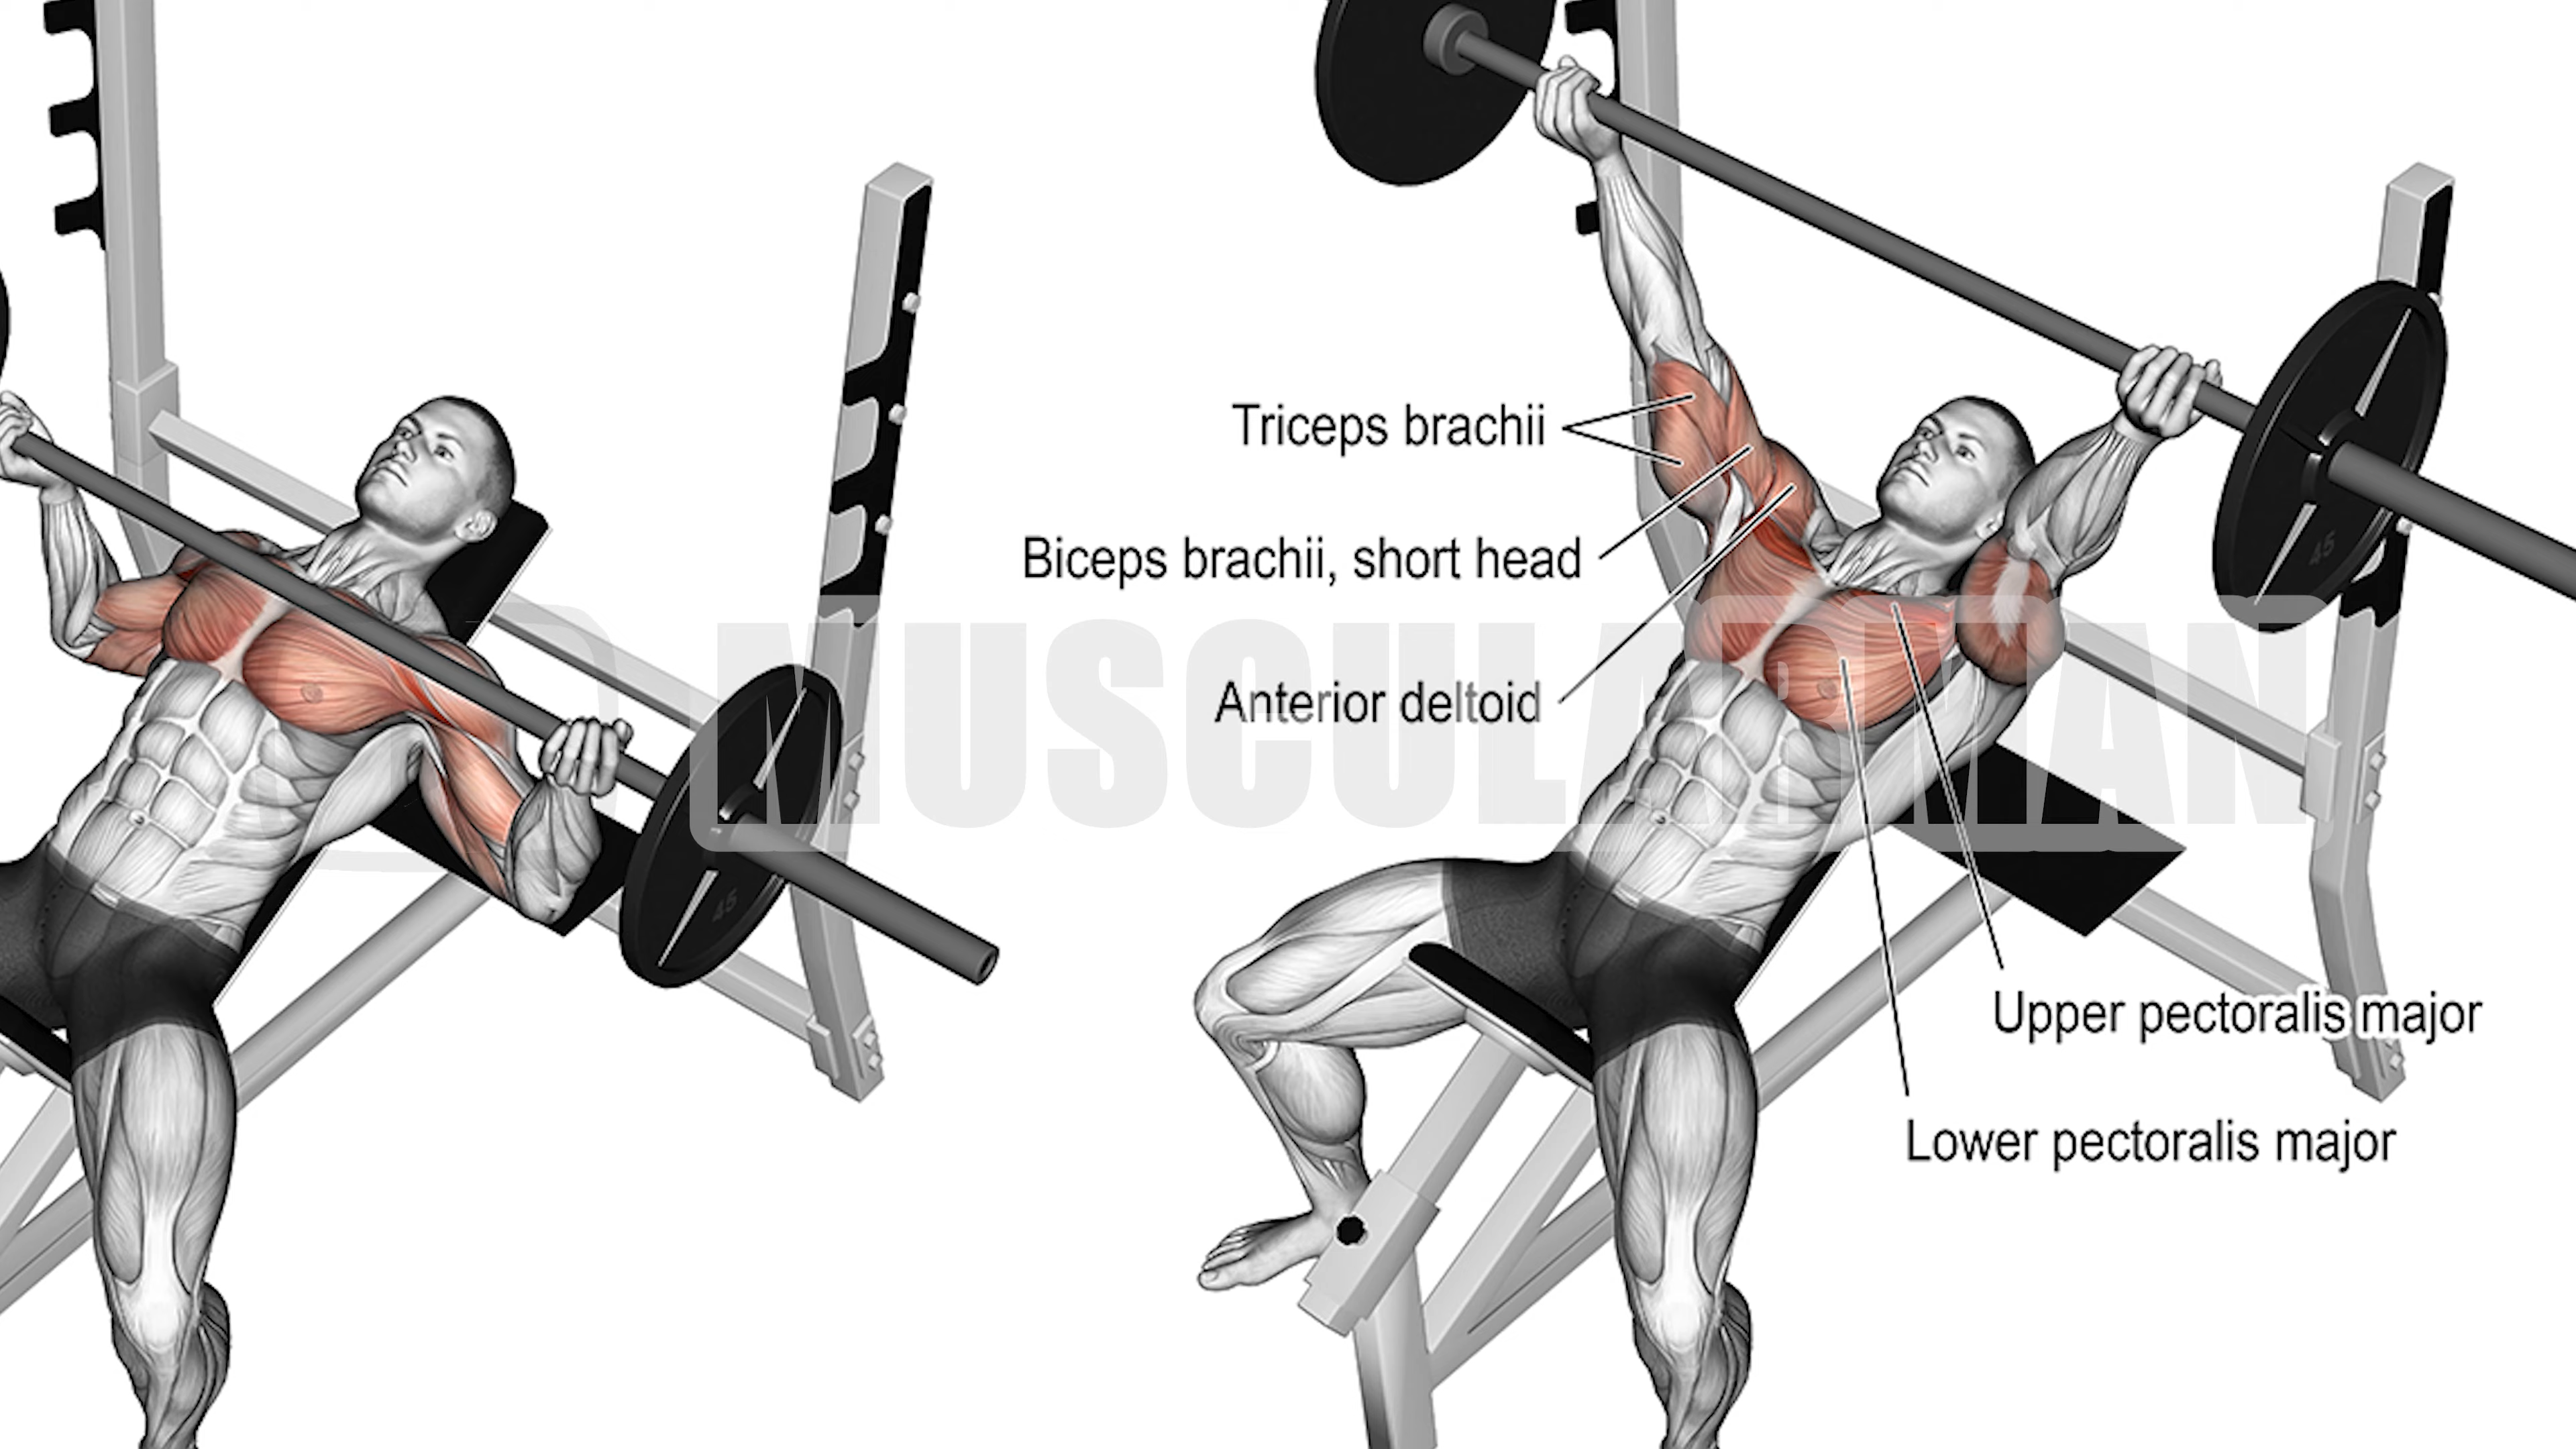 Triceps brachii
Biceps brachii, short head
MUSCULARMAN
Anterior deltoid
45
45
Upper pectoralis major
Lower pectoralis major